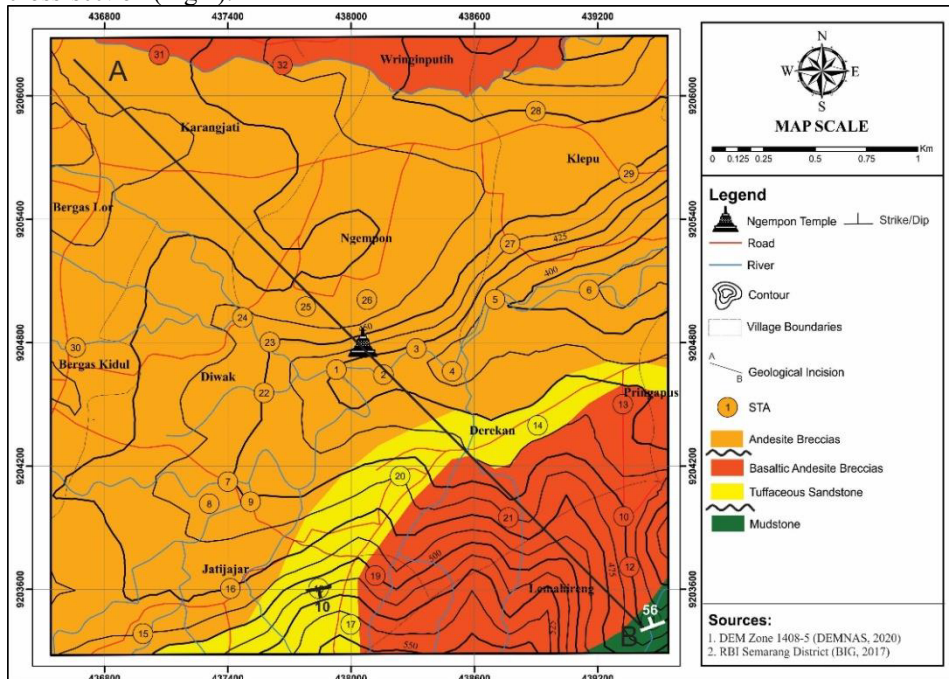 436800 437400 438000 438600 439200
A
31
32
Wringinputih
9206000
9206000
28
Karangjati
Klepu
29
Bergas Lor
9205400
9205400
Ngempon
27
425
400
6
5
26
25
24
30
9204800
9204800
23
3
1
2
4
Bergas Kidul
Diwak
22
Pringapus
13
14
Derekan
9204200
9204200
20
7
8
9
21
10
500
475
12
Jatijajar
19
16
10
Lemahireng
9203600
9203600
56
525
17
15
550
B
436800 437400 438000 438600 439200
N
W E
S
MAP SCALE
Km
0 0.125 0.25 0.5 0.75 1
Legend
Ngempon Temple Strike/Dip
Road
River
Contour
Village Boundaries
A
B
Geological Incision
1 STA
Andesite Breccias
Basaltic Andesite Breccias
Tuffaceous Sandstone
Mudstone
Sources:
1. DEM Zone 1408-5 (DEMNAS, 2020)
2. RBI Semarang District (BIG, 2017)